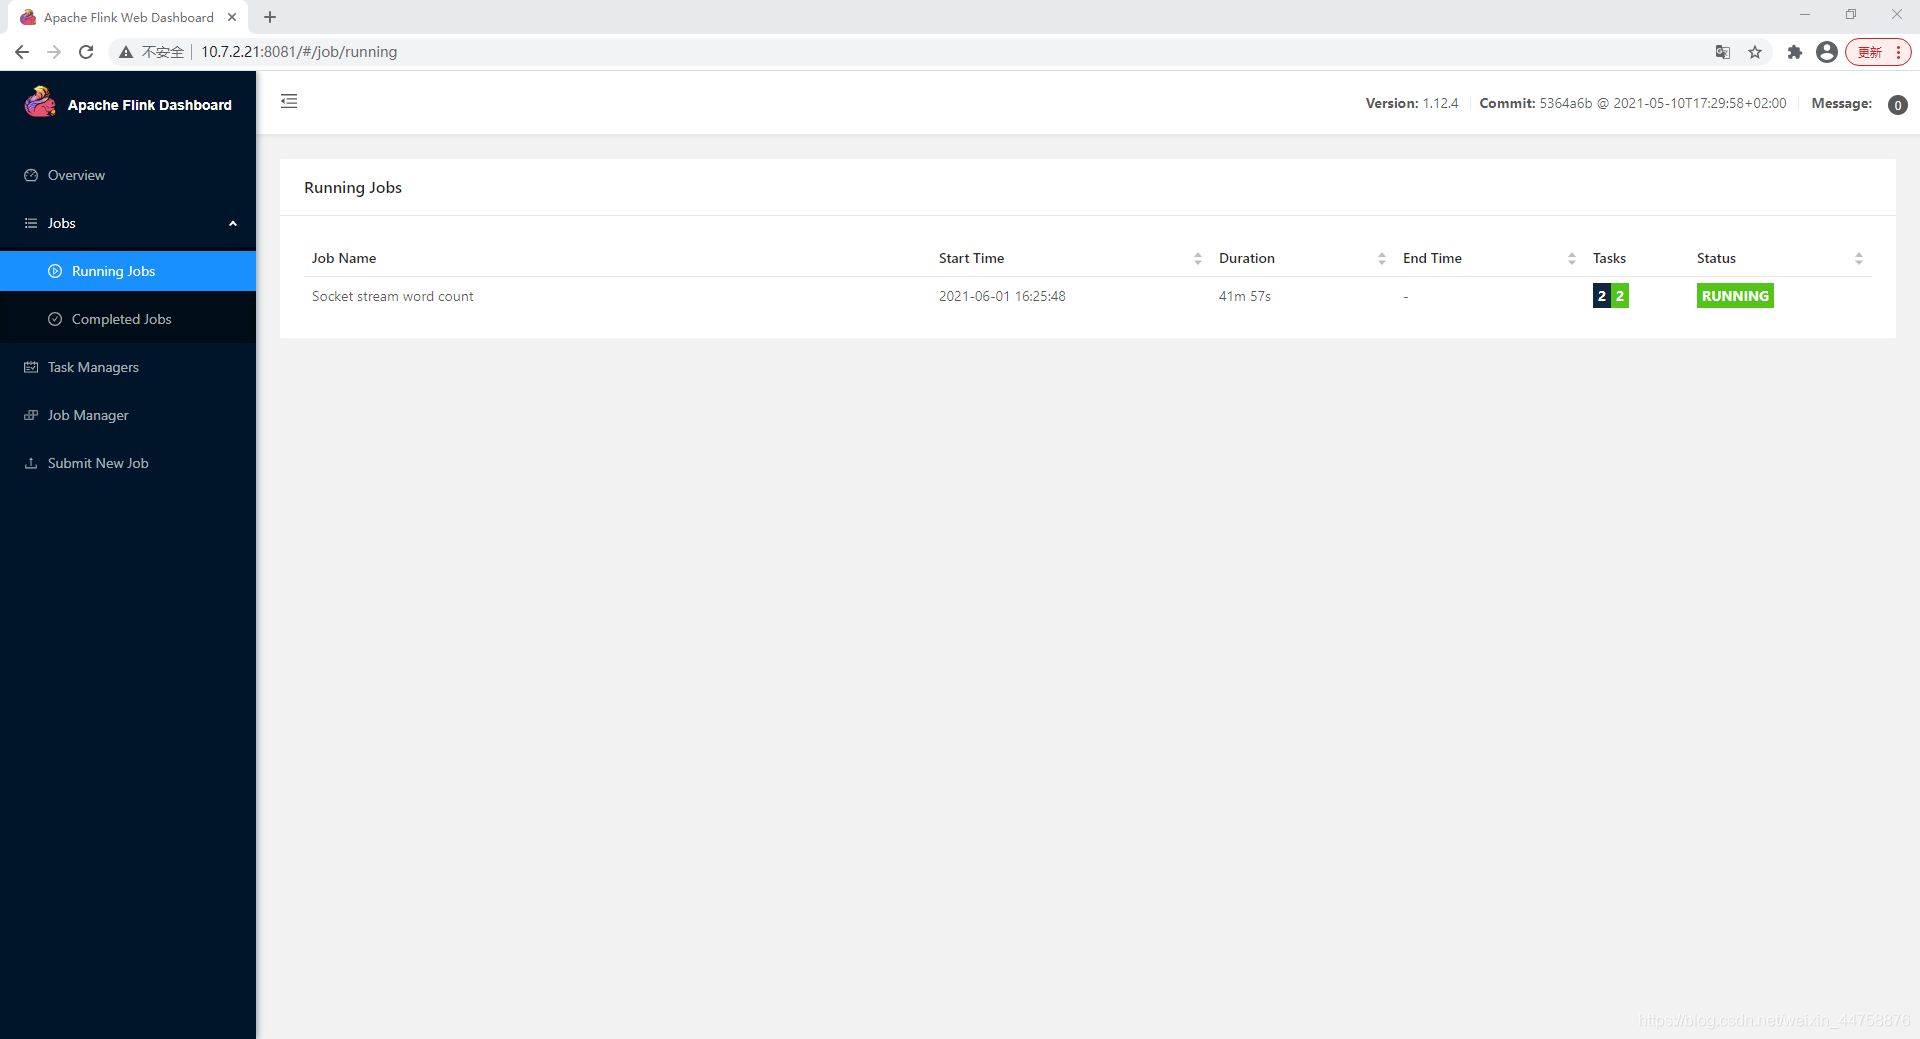 Apache Flink Web Dashboard
不安全 10.7.2.21:8081/#/job/running
更新
Apache Flink Dashboard
Version: 1.12.4 Commit: 5364a6b @ 2021-05-10T17:29:58+02:00 Message: 0
Overview
Jobs
Running Jobs
Completed Jobs
Task Managers
Job Manager
Submit New Job
Running Jobs
Job Name Start Time Duration End Time Tasks Status
Socket stream word count 2021-06-01 16:25:48 41m 57s - 2 2 RUNNING
https://blog.csdn.net/weixin_44758876